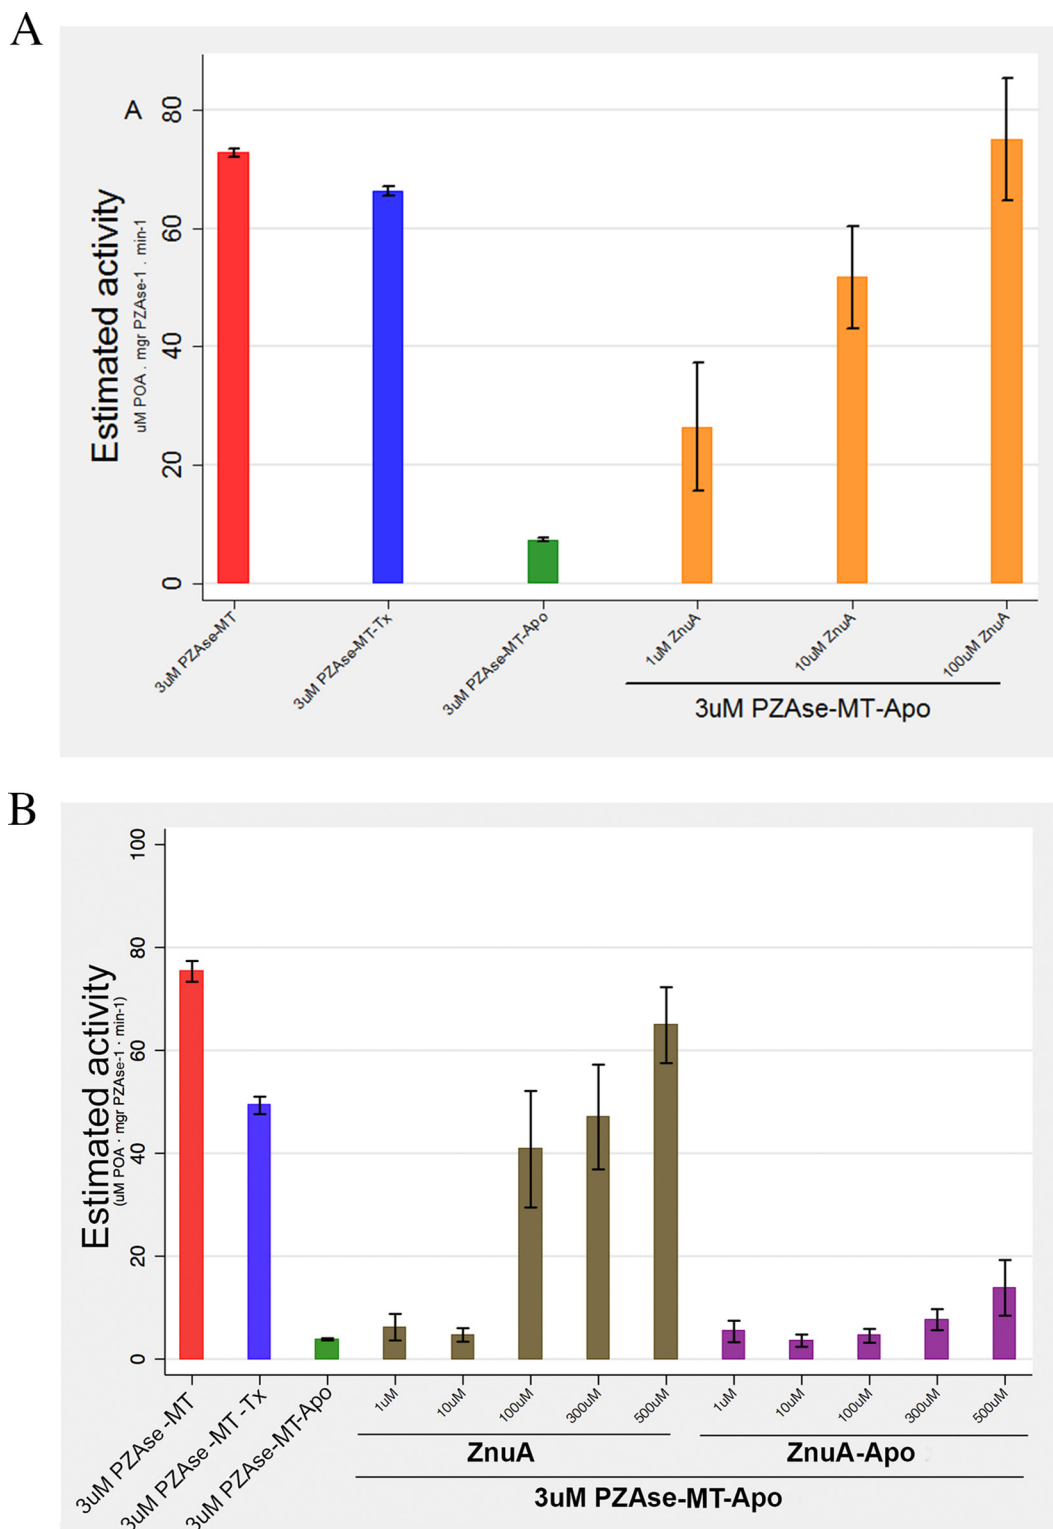 A
A
80
60
40
20
0
Estimated activity
uM POA . mgr PZAse-1 . min-1
3uM PZAse-MT
3uM PZAse-MT-Tx
3uM PZAse-MT-Apo
1uM ZnuA
10uM ZnuA
100uM ZnuA
3uM PZAse-MT-Apo
B
100
80
60
40
20
0
Estimated activity
(uM POA · mgr PZAse-1 · min-1)
3uM PZAse -MT
3uM PZAse -MT -Tx
3uM PZAse-MT-Apo
1uM
10uM
100uM
300uM
500uM
1uM
10uM
100uM
300uM
500uM
ZnuA
ZnuA-Apo
3uM PZAse-MT-Apo